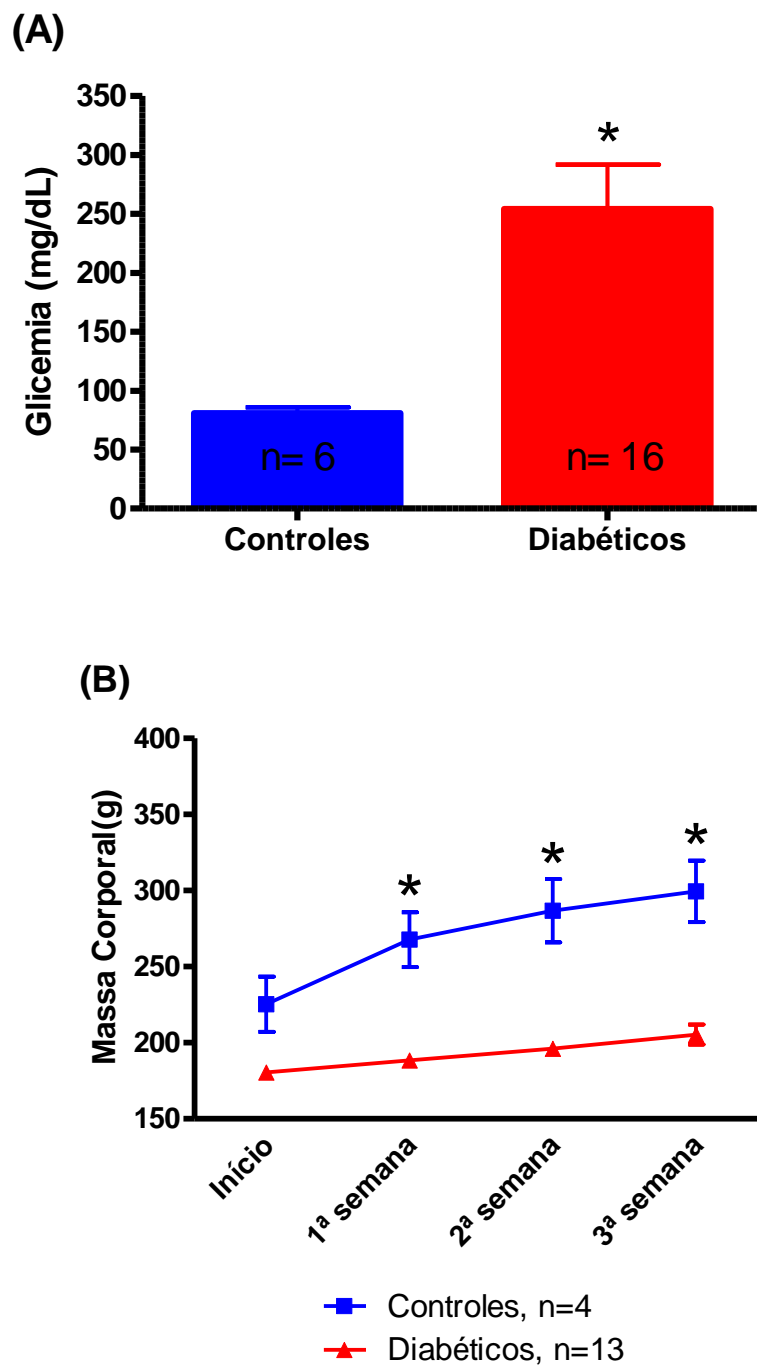 (A)
350
300
250
200
150
100
50
0
Glicemia (mg/dL)
*
n= 6
n= 16
Controles
Diabéticos
(B)
400
350
300
250
200
150
Massa Corporal(g)
*
*
*
Início
1ª semana
2ª semana
3ª semana
Controles, n=4
Diabéticos, n=13